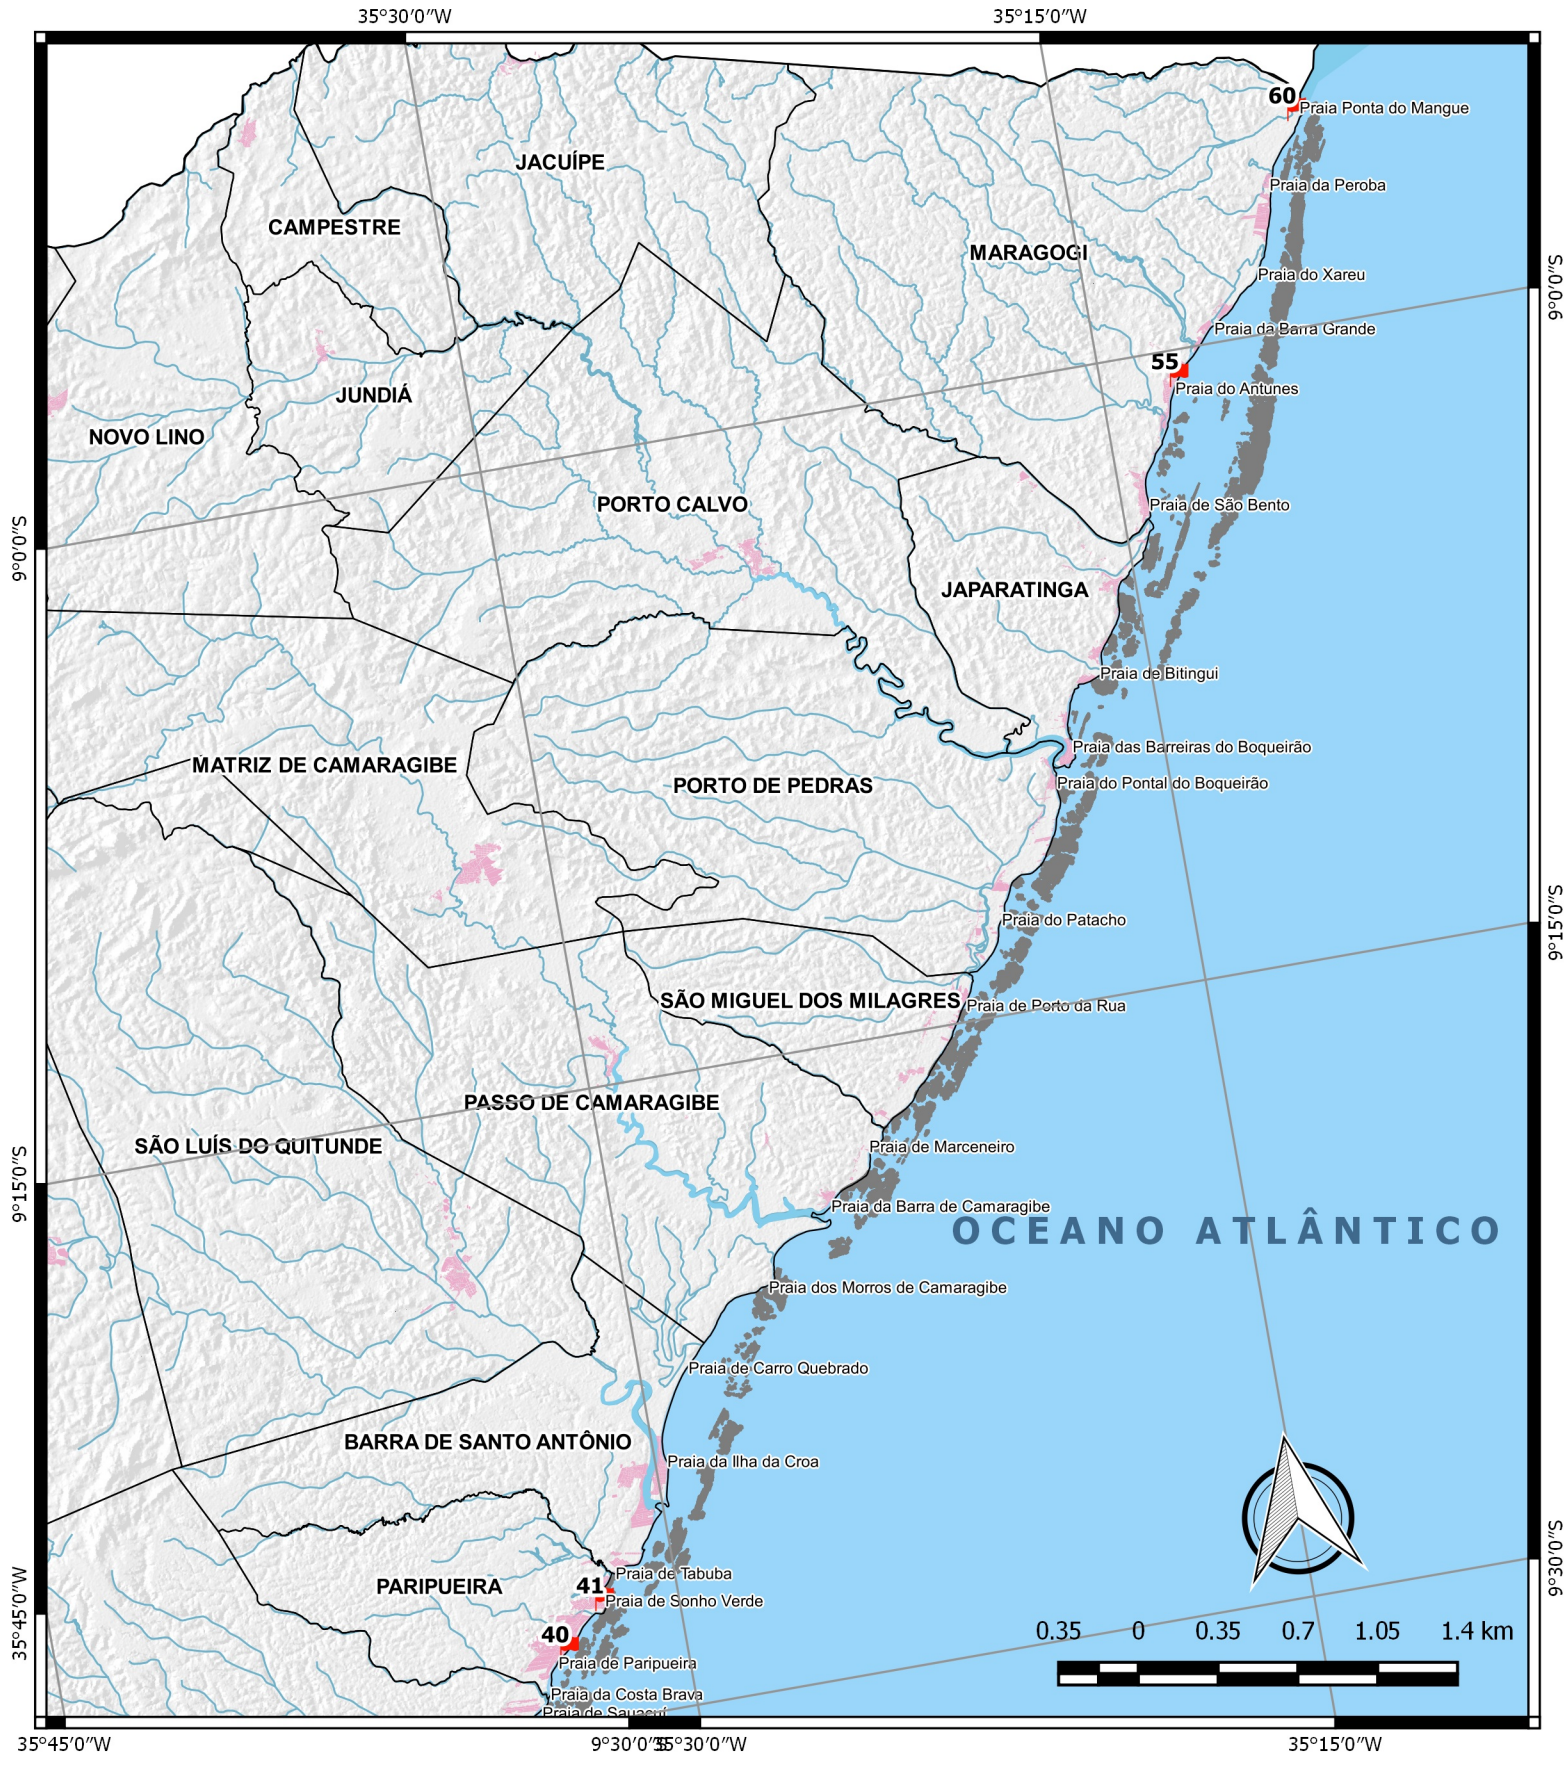 35°30'0"W
35°15'0"W
60
Praia Ponta do Mangue
JACUÍPE
Praia da Peroba
CAMPESTRE
MARAGOGI
Praia do Xareu
9°0'0"S
Praia da Barra Grande
55
Praia do Antunes
JUNDIÁ
NOVO LINO
PORTO CALVO
Praia de São Bento
9°0'0"S
JAPARATINGA
Praia de Bitingui
Praia das Barreiras do Boqueirão
MATRIZ DE CAMARAGIBE
PORTO DE PEDRAS
Praia do Pontal do Boqueirão
Praia do Patacho
9°15'0"S
SÃO MIGUEL DOS MILAGRES
Praia de Porto da Rua
PASSO DE CAMARAGIBE
SÃO LUÍS DO QUITUNDE
Praia de Marceneiro
9°15'0"S
Praia da Barra de Camaragibe
OCEANO ATLÂNTICO
Praia dos Morros de Camaragibe
Praia de Carro Quebrado
BARRA DE SANTO ANTÔNIO
Praia da Ilha da Croa
9°30'0"S
Praia de Tabuba
PARIPUEIRA
41
Praia de Sonho Verde
35°45'0"W
40
0.35 0 0.35 0.7 1.05 1.4 km
Praia de Paripueira
Praia da Costa Brava
Praia de Sauaçuí
35°45'0"W
9°30'0"S
35°30'0"W
35°15'0"W